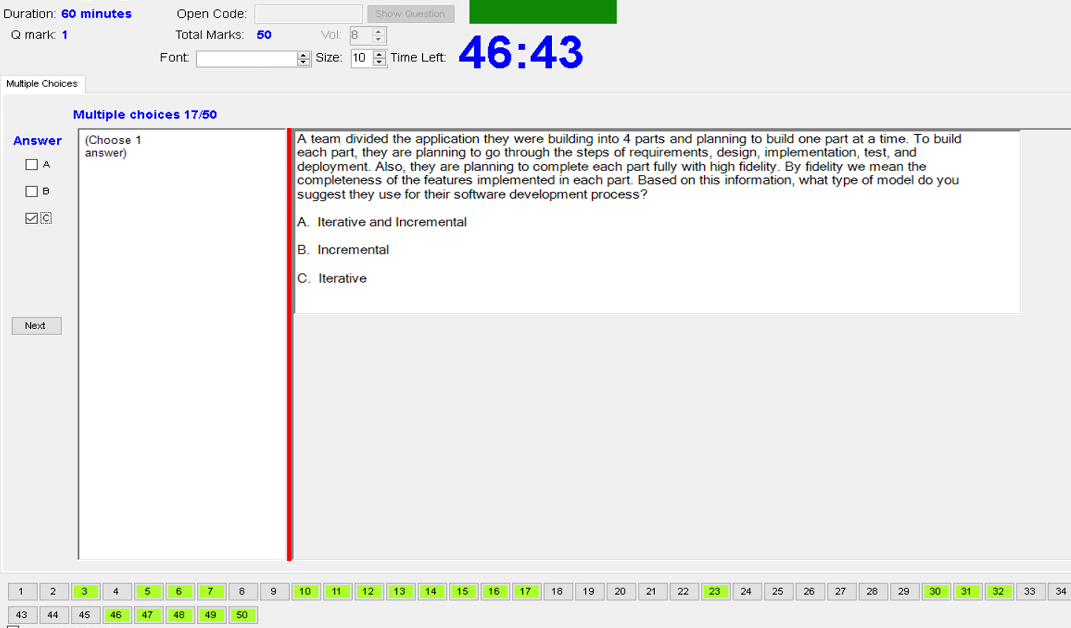 Duration: 60 minutes Open Code: Show Question
Q mark: 1 Total Marks: 50 Vol: 8
Font: Size: 10 Time Left: 46:43
Multiple Choices
Multiple choices 17/50
Answer
(Choose 1
answer)
A
B
C
Next
A team divided the application they were building into 4 parts and planning to build one part at a time. To build
each part, they are planning to go through the steps of requirements, design, implementation, test, and
deployment. Also, they are planning to complete each part fully with high fidelity. By fidelity we mean the
completeness of the features implemented in each part. Based on this information, what type of model do you
suggest they use for their software development process?
A. Iterative and Incremental
B. Incremental
C. Iterative
1 2 3 4 5 6 7 8 9 10 11 12 13 14 15 16 17 18 19 20 21 22 23 24 25 26 27 28 29 30 31 32 33 34
43 44 45 46 47 48 49 50